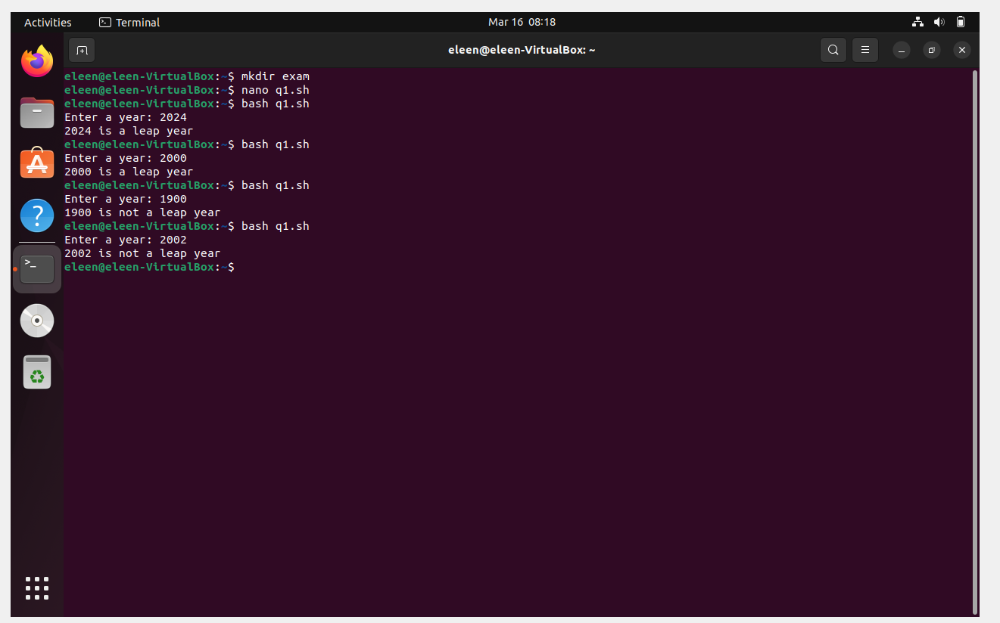 Activities Terminal Mar 16 08:18
eleen@eleen-VirtualBox: ~
eleen@eleen-VirtualBox:~$ mkdir exam
eleen@eleen-VirtualBox:~$ nano q1.sh
eleen@eleen-VirtualBox:~$ bash q1.sh
Enter a year: 2024
2024 is a leap year
eleen@eleen-VirtualBox:~$ bash q1.sh
Enter a year: 2000
2000 is a leap year
eleen@eleen-VirtualBox:~$ bash q1.sh
Enter a year: 1900
1900 is not a leap year
eleen@eleen-VirtualBox:~$ bash q1.sh
Enter a year: 2002
2002 is not a leap year
eleen@eleen-VirtualBox:~$